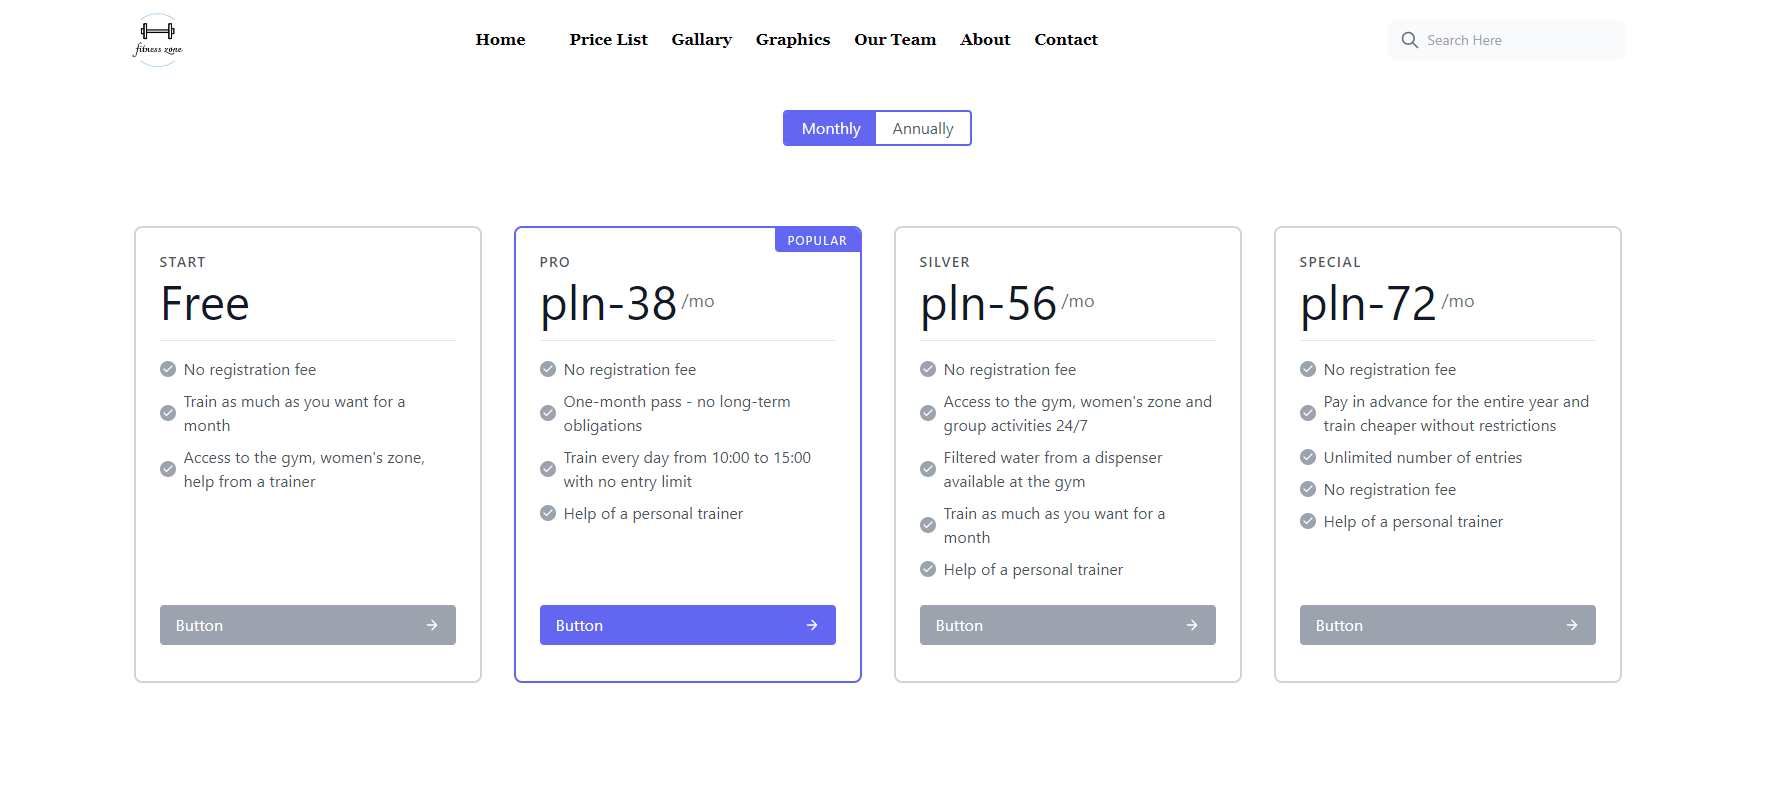 fitness zone
Home Price List Gallary Graphics Our Team About Contact
Search Here
Monthly Annually
START
Free
No registration fee
Train as much as you want for a
month
Access to the gym, women's zone,
help from a trainer
Button
POPULAR
PRO
pln-38 /mo
No registration fee
One-month pass - no long-term
obligations
Train every day from 10:00 to 15:00
with no entry limit
Help of a personal trainer
Button
SILVER
pln-56 /mo
No registration fee
Access to the gym, women's zone and
group activities 24/7
Filtered water from a dispenser
available at the gym
Train as much as you want for a
month
Help of a personal trainer
Button
SPECIAL
pln-72 /mo
No registration fee
Pay in advance for the entire year and
train cheaper without restrictions
Unlimited number of entries
No registration fee
Help of a personal trainer
Button